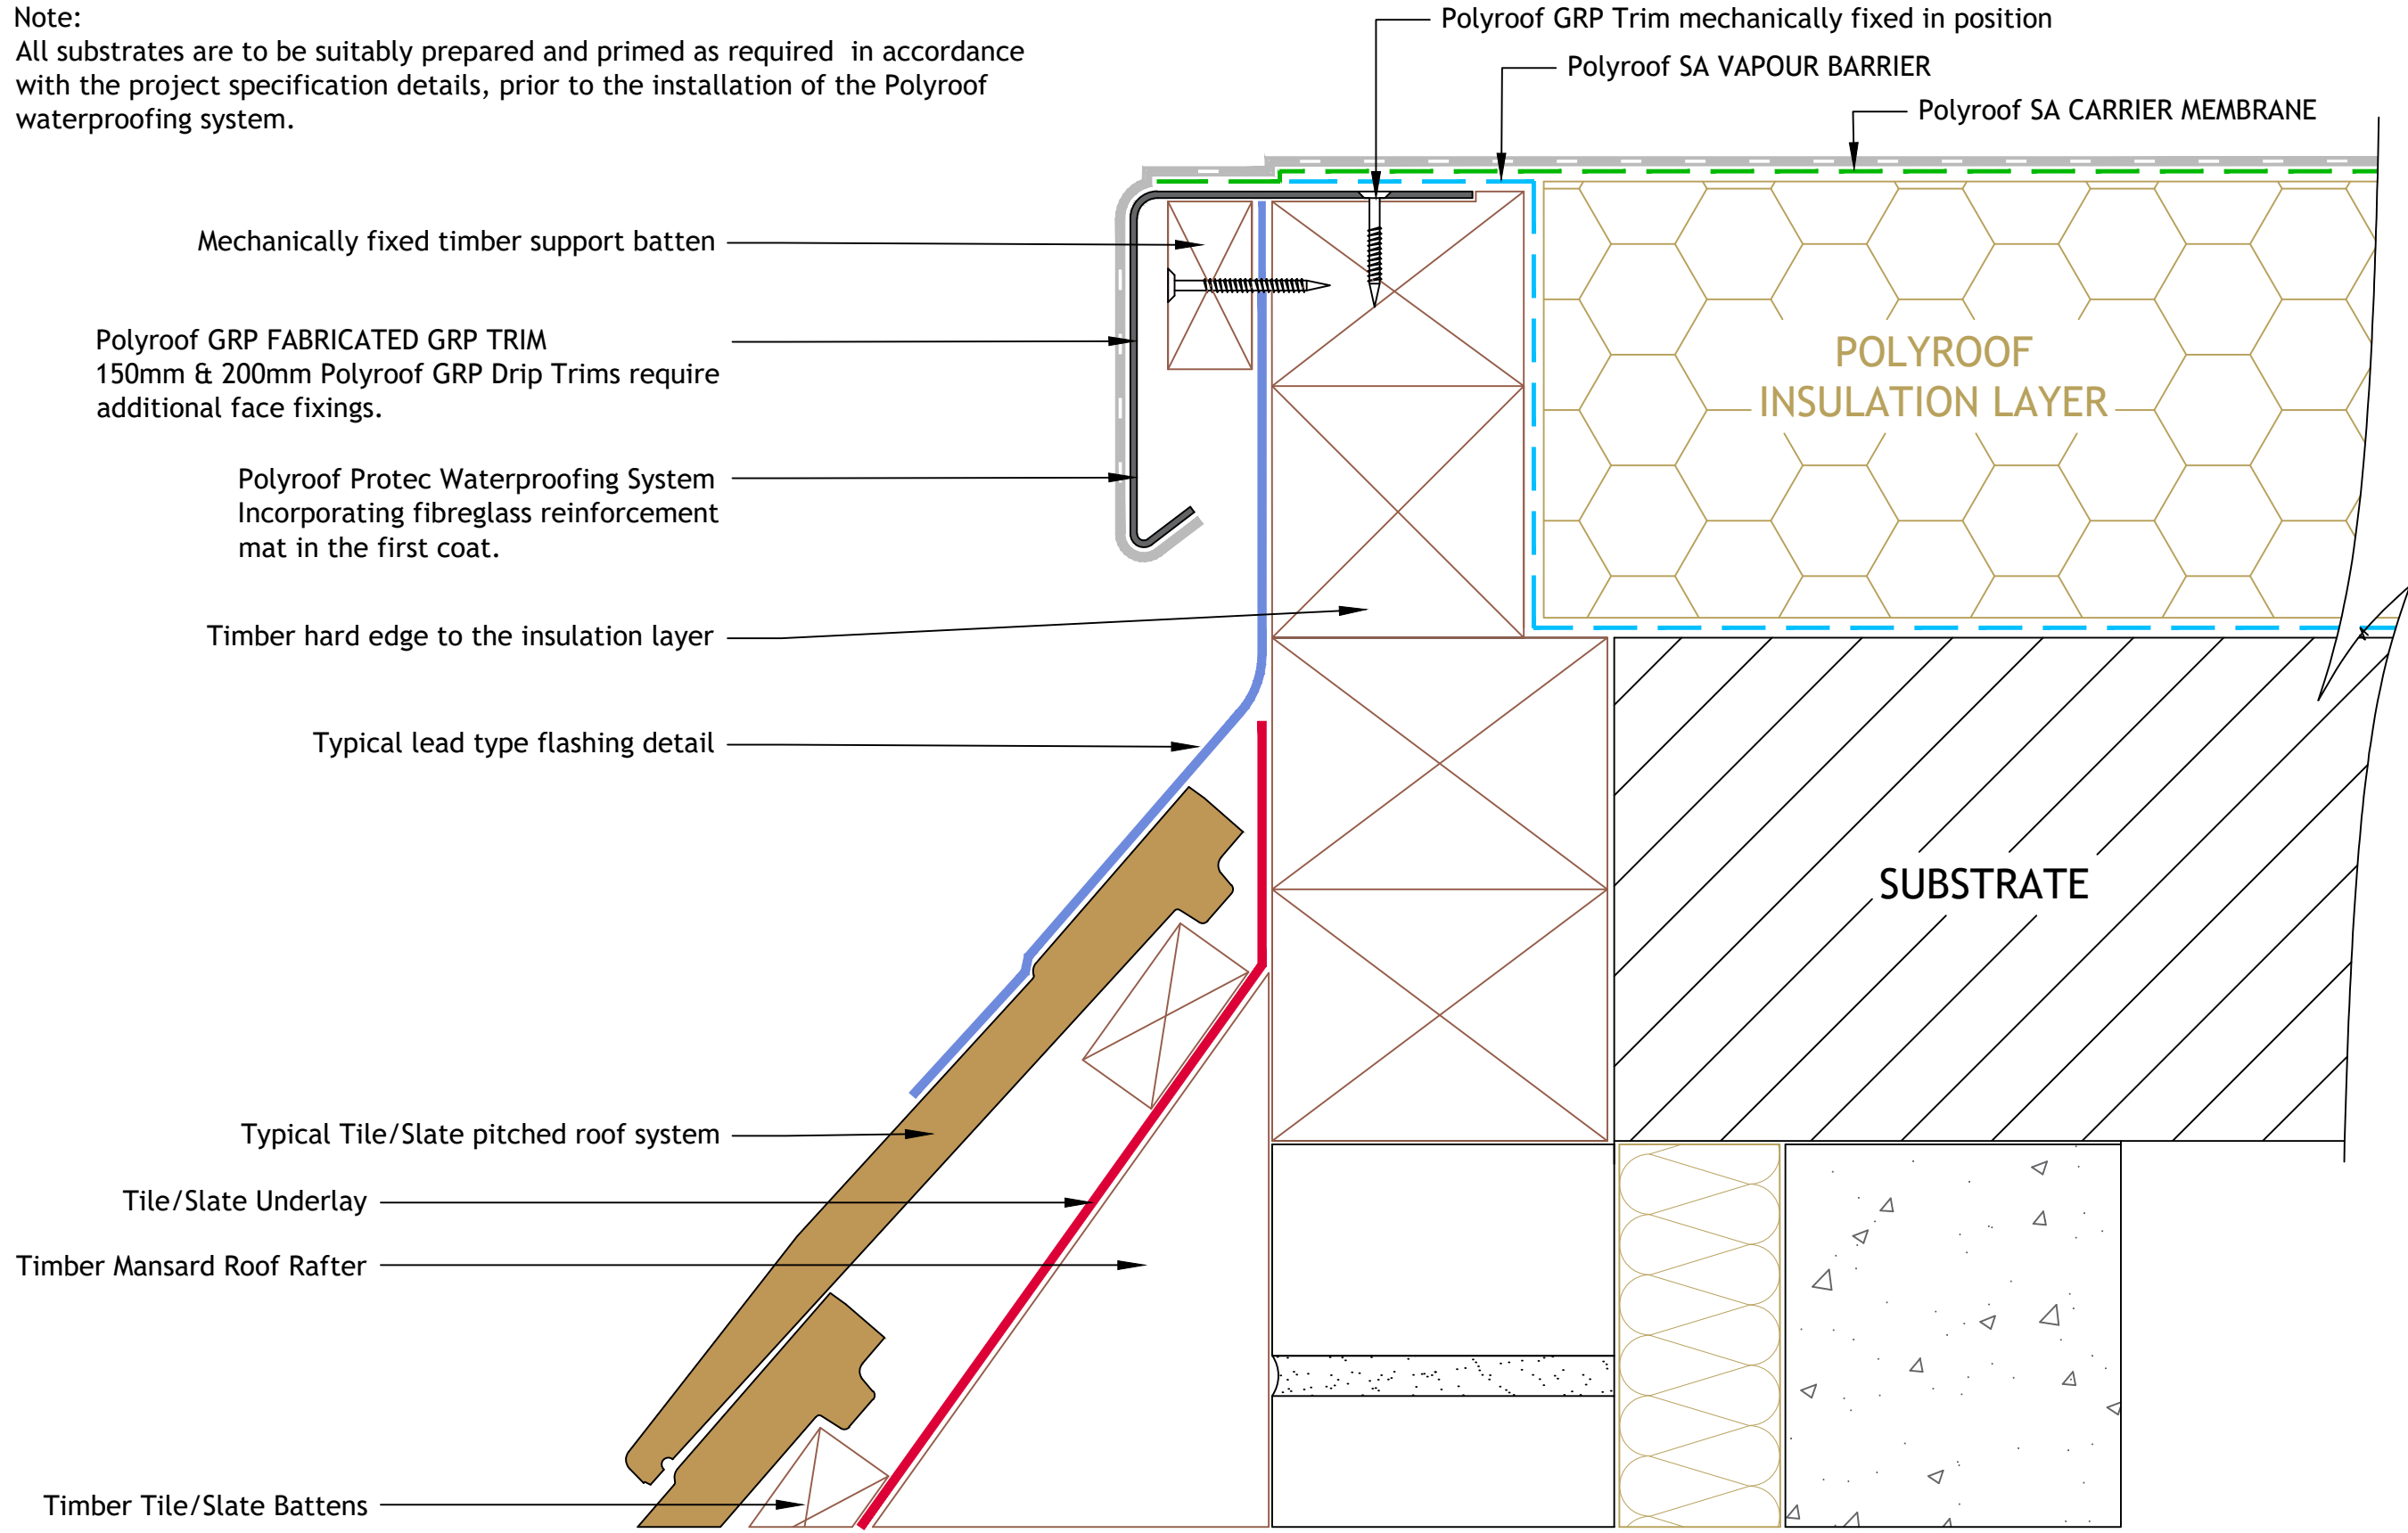 Note:
All substrates are to be suitably prepared and primed as required in accordance
with the project specification details, prior to the installation of the Polyroof
waterproofing system.
Polyroof GRP Trim mechanically fixed in position
Polyroof SA VAPOUR BARRIER
Polyroof SA CARRIER MEMBRANE
Mechanically fixed timber support batten
Polyroof GRP FABRICATED GRP TRIM
150mm & 200mm Polyroof GRP Drip Trims require
additional face fixings.
POLYROOF
INSULATION LAYER
Polyroof Protec Waterproofing System
Incorporating fibreglass reinforcement
mat in the first coat.
Timber hard edge to the insulation layer
Typical lead type flashing detail
SUBSTRATE
Typical Tile/Slate pitched roof system
Tile/Slate Underlay
Timber Mansard Roof Rafter
Timber Tile/Slate Battens